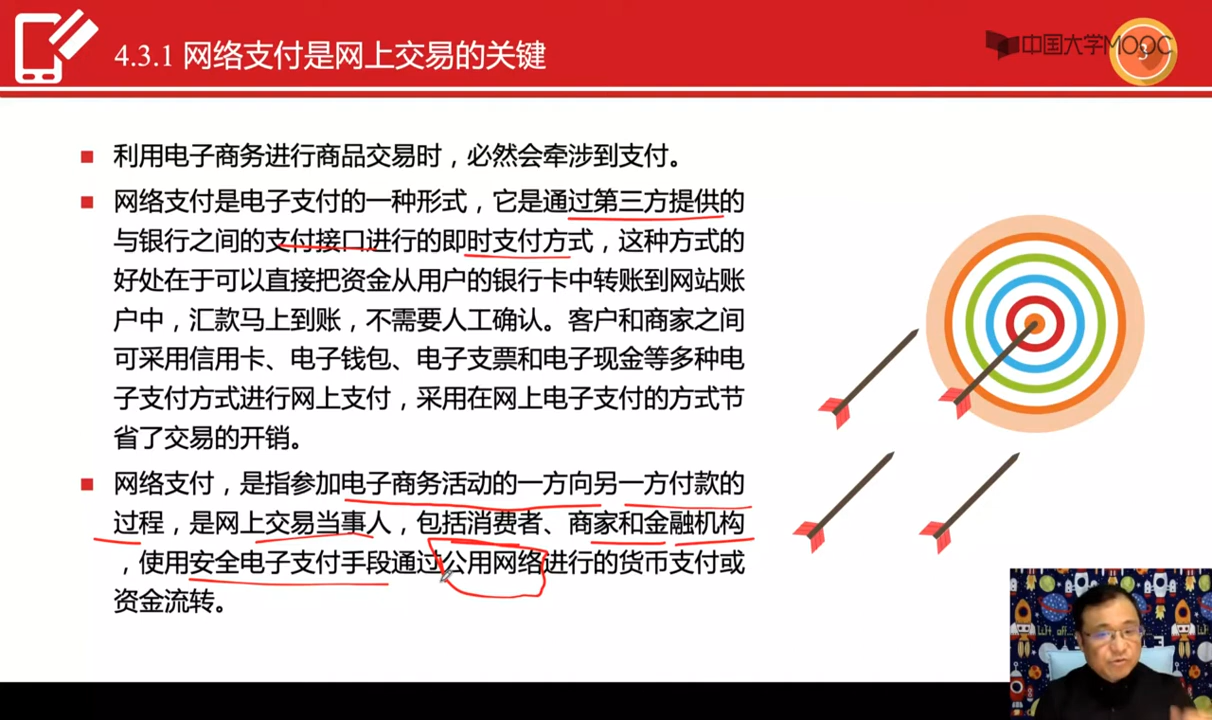 4.3.1 网络支付是网上交易的关键
中国大学MOOC
3
利用电子商务进行商品交易时，必然会牵涉到支付。
网络支付是电子支付的一种形式，它是通过第三方提供的
与银行之间的支付接口进行的即时支付方式，这种方式的
好处在于可以直接把资金从用户的银行卡中转账到网站账
户中，汇款马上到账，不需要人工确认。客户和商家之间
可采用信用卡、电子钱包、电子支票和电子现金等多种电
子支付方式进行网上支付，采用在网上电子支付的方式节
省了交易的开销。
网络支付，是指参加电子商务活动的一方向另一方付款的
过程，是网上交易当事人，包括消费者、商家和金融机构
，使用安全电子支付手段通过公用网络进行的货币支付或
资金流转。